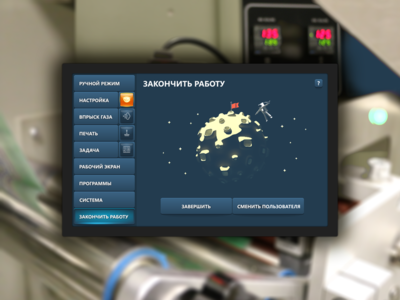 РУЧНОЙ РЕЖИМ
НАСТРОЙКА
ВПРЫСК ГАЗА
ПЕЧАТЬ
ЗАДАЧА
РАБОЧИЙ ЭКРАН
ПРОГРАММЫ
СИСТЕМА
ЗАКОНЧИТЬ РАБОТУ
ЗАКОНЧИТЬ РАБОТУ
?
ЗАВЕРШИТЬ
СМЕНИТЬ ПОЛЬЗОВАТЕЛЯ